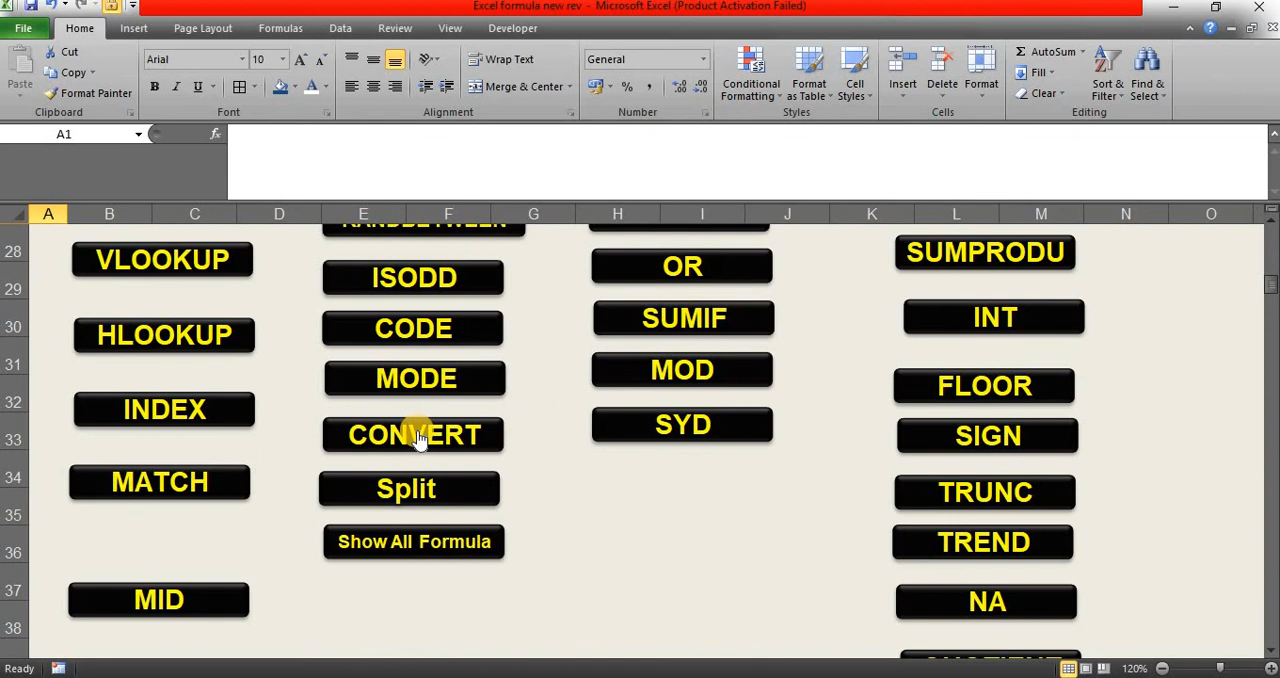 Excel formula new rev - Microsoft Excel (Product Activation Failed)
File Home Insert Page Layout Formulas Data Review View Developer
Paste
Cut
Copy
Format Painter
Clipboard
Arial 10
B I U
Font
Wrap Text
Merge & Center
Alignment
General
% ,
Number
Conditional Formatting
Format as Table
Cell Styles
Styles
Insert Delete Format
Cells
AutoSum
Fill
Clear
Sort & Filter
Find & Select
Editing
A1 fx
A B C D E F G H I J K L M N O
28 29 30 31 32 33 34 35 36 37 38
VLOOKUP
HLOOKUP
INDEX
MATCH
MID
RANDBETWEEN
ISODD
CODE
MODE
CONVERT
Split
Show All Formula
OR
SUMIF
MOD
SYD
SUMPRODU
INT
FLOOR
SIGN
TRUNC
TREND
NA
Ready 120%